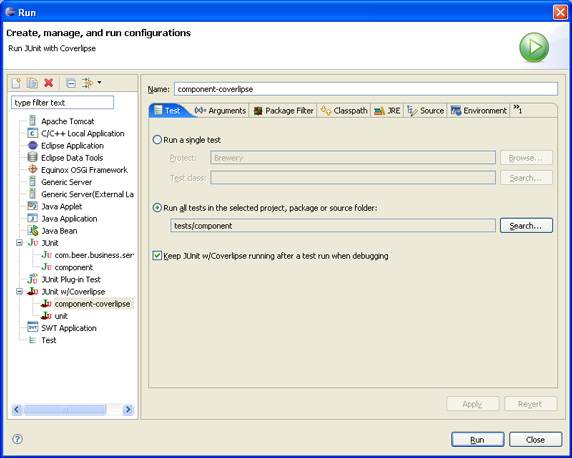 Run
Create, manage, and run configurations
Run JUnit with Coverlipse
type filter text
Apache Tomcat
C/C++ Local Application
Eclipse Application
Eclipse Data Tools
Equinox OSGi Framework
Generic Server
Generic Server(External La
Java Applet
Java Application
Java Bean
JUnit
com.beer.business.ser
component
JUnit Plug-in Test
JUnit w/Coverlipse
component-coverlipse
unit
SWT Application
Test
Name: component-coverlipse
Test (x)= Arguments Package Filter Classpath JRE Source Environment »1
Run a single test
Project: Brewery Browse...
Test class: Search...
Run all tests in the selected project, package or source folder:
tests/component Search...
Keep JUnit w/Coverlipse running after a test run when debugging
Apply Revert
Run Close